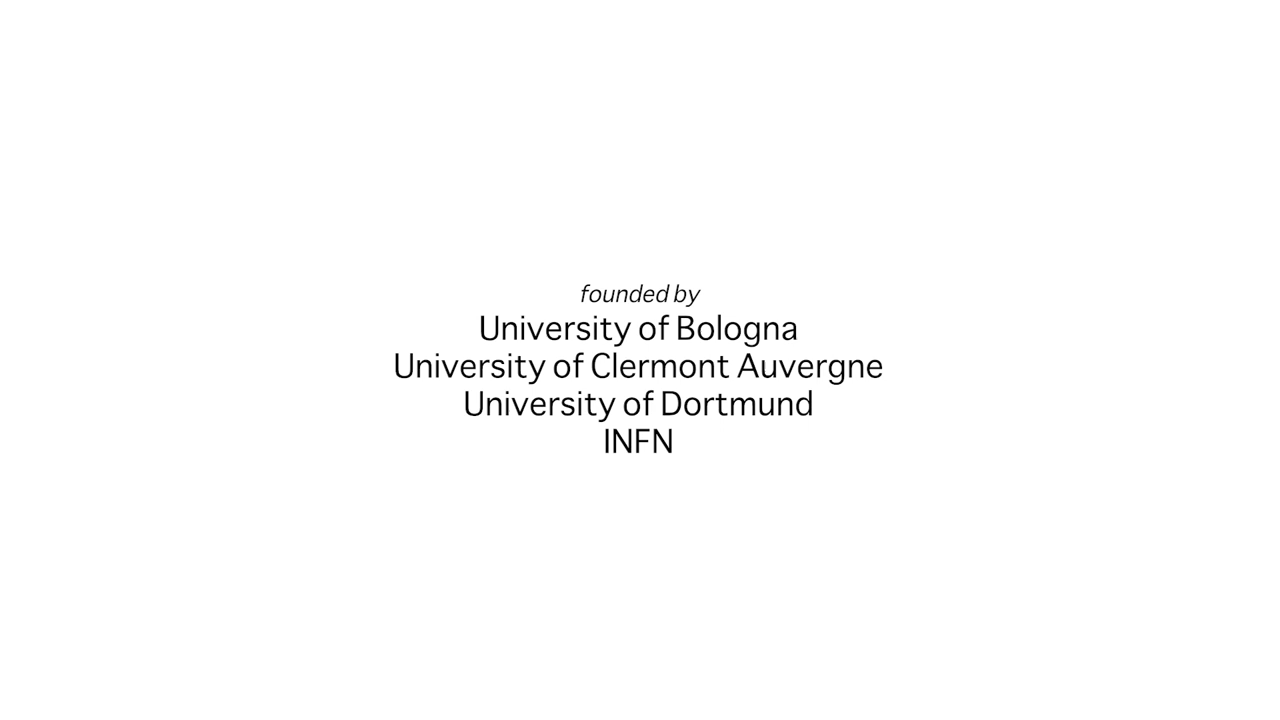 founded by
University of Bologna
University of Clermont Auvergne
University of Dortmund
INFN